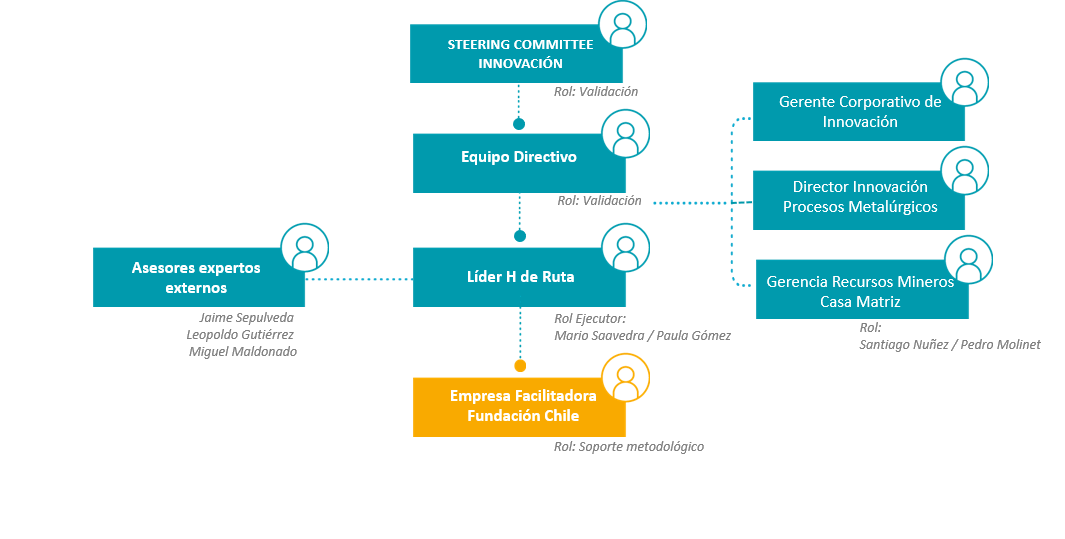 STEERING COMMITTEE
INNOVACIÓN
Rol: Validación
Equipo Directivo
Rol: Validación
Gerente Corporativo de
Innovación
Director Innovación
Procesos Metalúrgicos
Gerencia Recursos Mineros
Casa Matriz
Rol:
Santiago Nuñez / Pedro Molinet
Asesores expertos
externos
Jaime Sepulveda
Leopoldo Gutiérrez
Miguel Maldonado
Líder H de Ruta
Rol Ejecutor:
Mario Saavedra / Paula Gómez
Empresa Facilitadora
Fundación Chile
Rol: Soporte metodológico